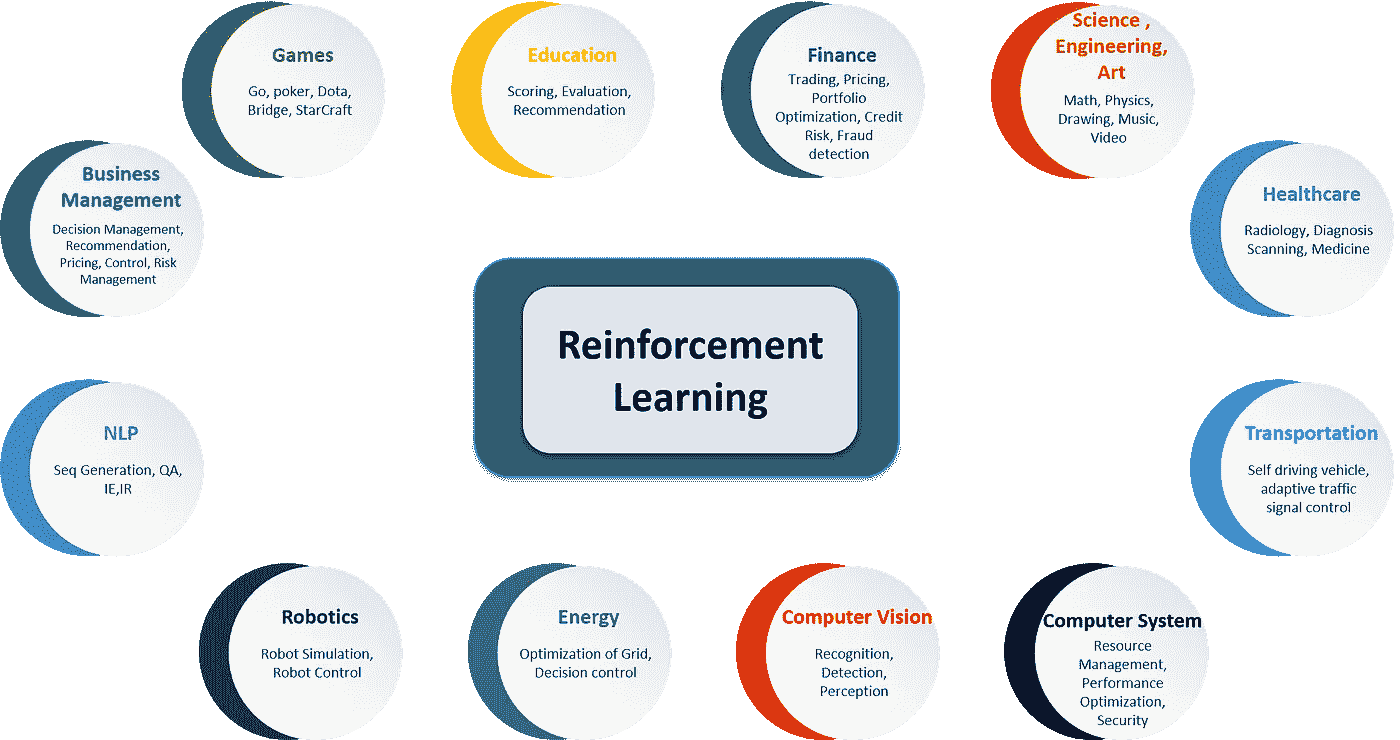 Games
Go, poker, Dota,
Bridge, StarCraft
Education
Scoring, Evaluation,
Recommendation
Finance
Trading, Pricing,
Portfolio
Optimization, Credit
Risk, Fraud
detection
Science ,
Engineering,
Art
Math, Physics,
Drawing, Music,
Video
Business
Management
Decision Management,
Recommendation,
Pricing, Control, Risk
Management
Healthcare
Radiology, Diagnosis
Scanning, Medicine
Reinforcement
Learning
NLP
Seq Generation, QA,
IE,IR
Transportation
Self driving vehicle,
adaptive traffic
signal control
Robotics
Robot Simulation,
Robot Control
Energy
Optimization of Grid,
Decision control
Computer Vision
Recognition,
Detection,
Perception
Computer System
Resource
Management,
Performance
Optimization,
Security